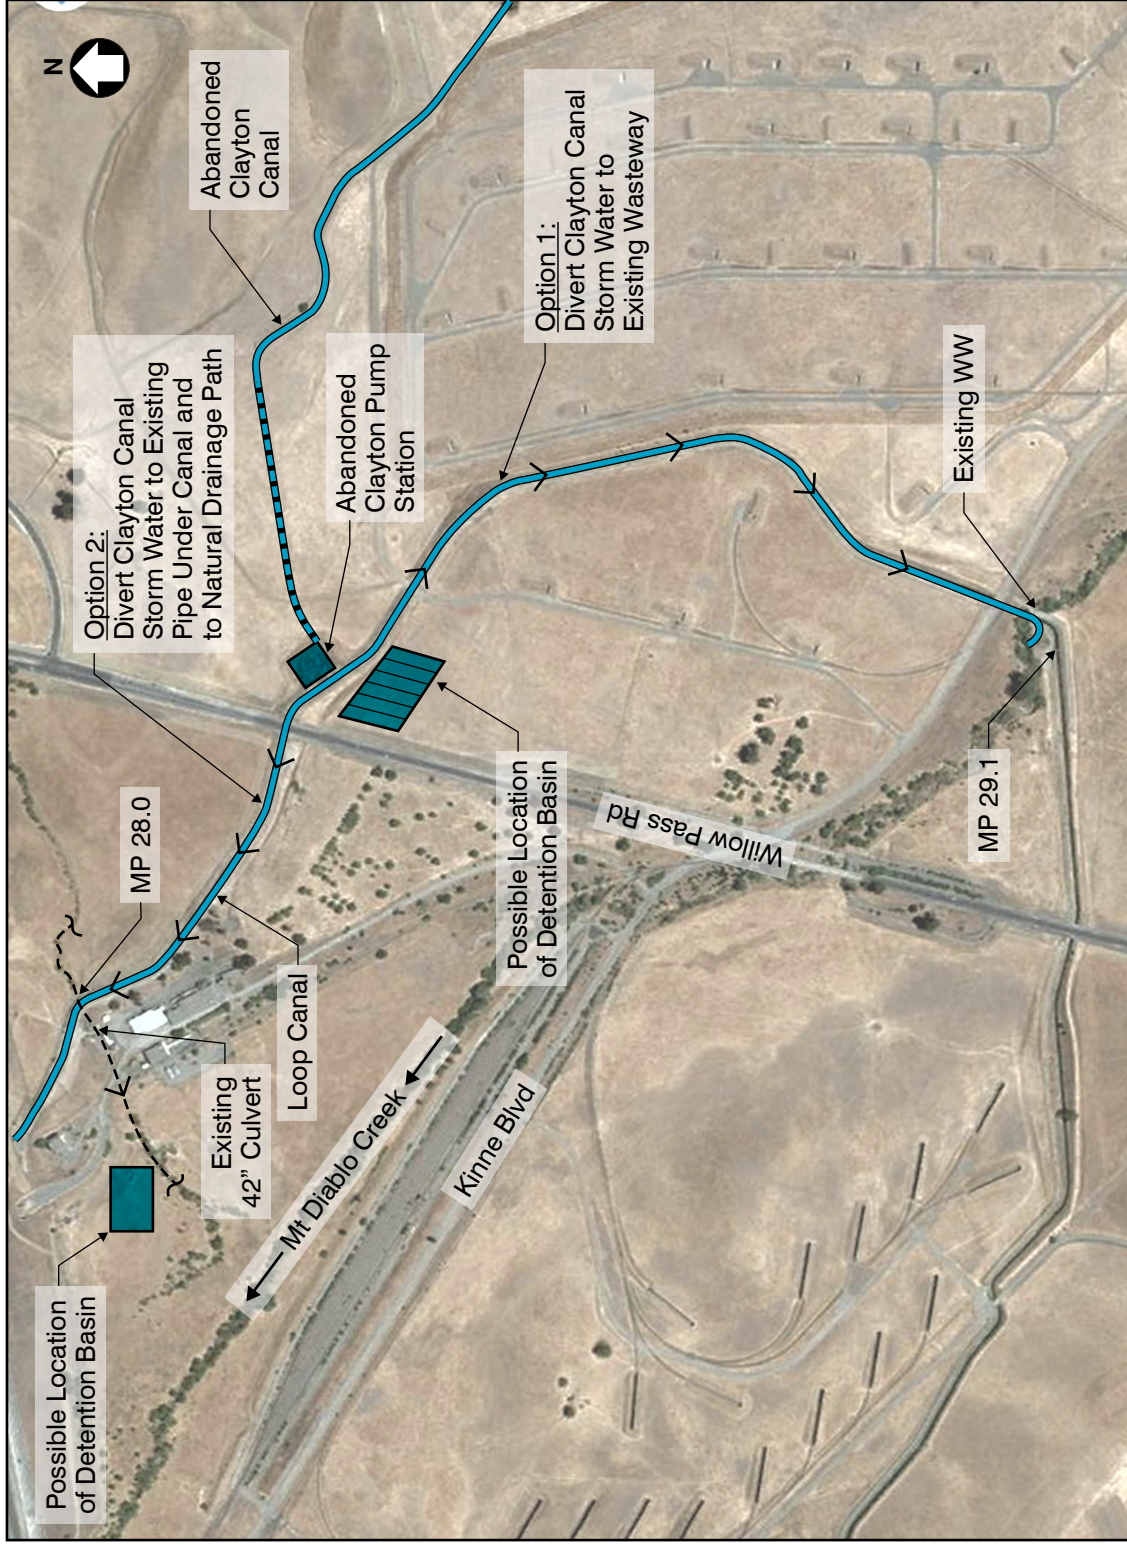 N
Abandoned
Clayton
Canal
Option 1:
Divert Clayton Canal
Storm Water to
Existing Wasteway
Option 2:
Divert Clayton Canal
Storm Water to Existing
Pipe Under Canal and
to Natural Drainage Path
Abandoned
Clayton Pump
Station
Existing WW
MP 28.0
Possible Location
of Detention Basin
Willow Pass Rd
MP 29.1
Loop Canal
Existing
42” Culvert
Mt Diablo Creek
Kinne Blvd
Possible Location
of Detention Basin